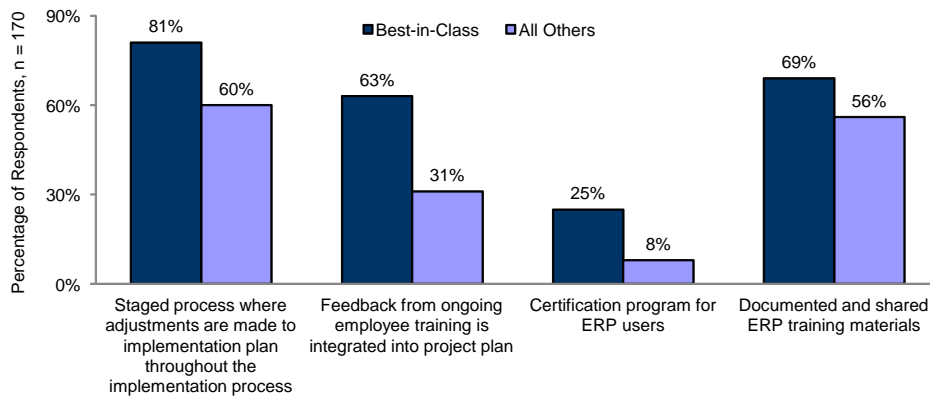 90%
60%
30%
0%
Percentage of Respondents, n = 170
Best-in-Class
All Others
81%
60%
63%
31%
25%
8%
69%
56%
Staged process where
adjustments are made to
implementation plan
throughout the
implementation process
Feedback from ongoing
employee training is
integrated into project plan
Certification program for
ERP users
Documented and shared
ERP training materials